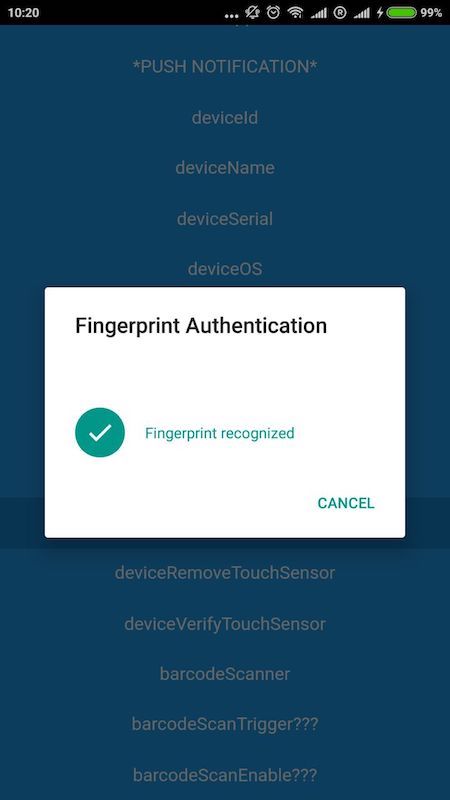 10:20
... ® 99%
*PUSH NOTIFICATION*
deviceId
deviceName
deviceSerial
deviceOS
Fingerprint Authentication
Fingerprint recognized
CANCEL
deviceRemoveTouchSensor
deviceVerifyTouchSensor
barcodeScanner
barcodeScanTrigger???
barcodeScanEnable???